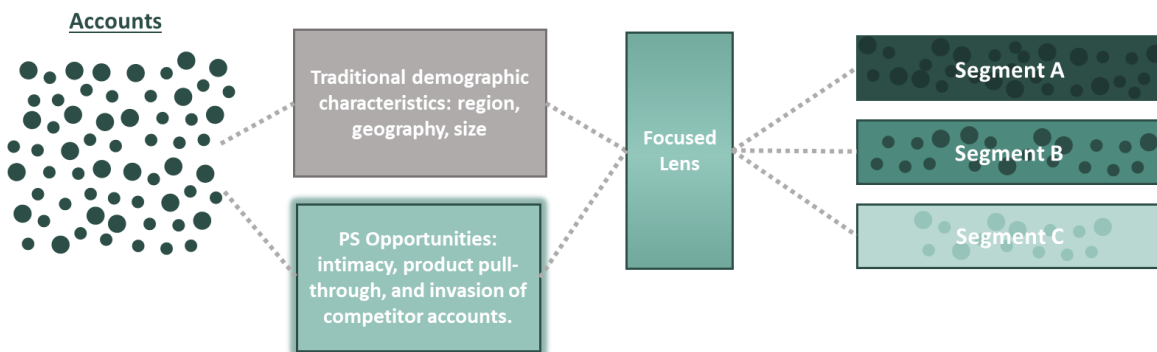 Accounts
Traditional demographic
characteristics: region,
geography, size
PS Opportunities:
intimacy, product pull-
through, and invasion of
competitor accounts.
Focused
Lens
Segment A
Segment B
Segment C